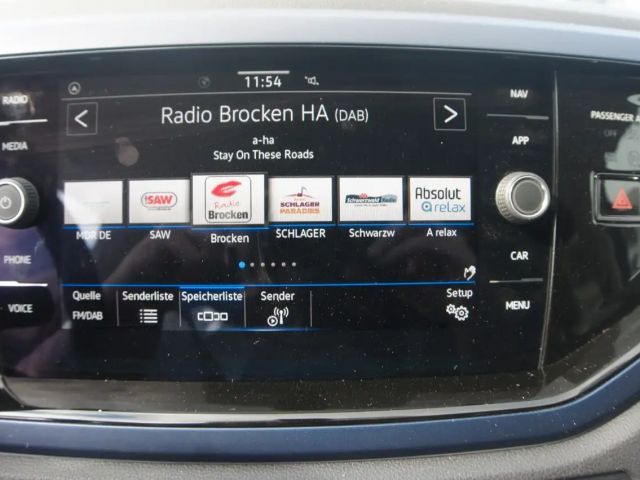 11:54
RADIO
NAV
<
Radio Brocken HA (DAB)
>
PASSENGER A
OFF
a-ha
Stay On These Roads
MEDIA
APP
SAW
Radio Brocken
SCHLAGER PARADIES
Schwarzwald Radio
Absolut relax
MDR DE
SAW
Brocken
SCHLAGER
Schwarzw
A relax
PHONE
CAR
Quelle
FM/DAB
Senderliste
Speicherliste
Sender
Setup
VOICE
MENU